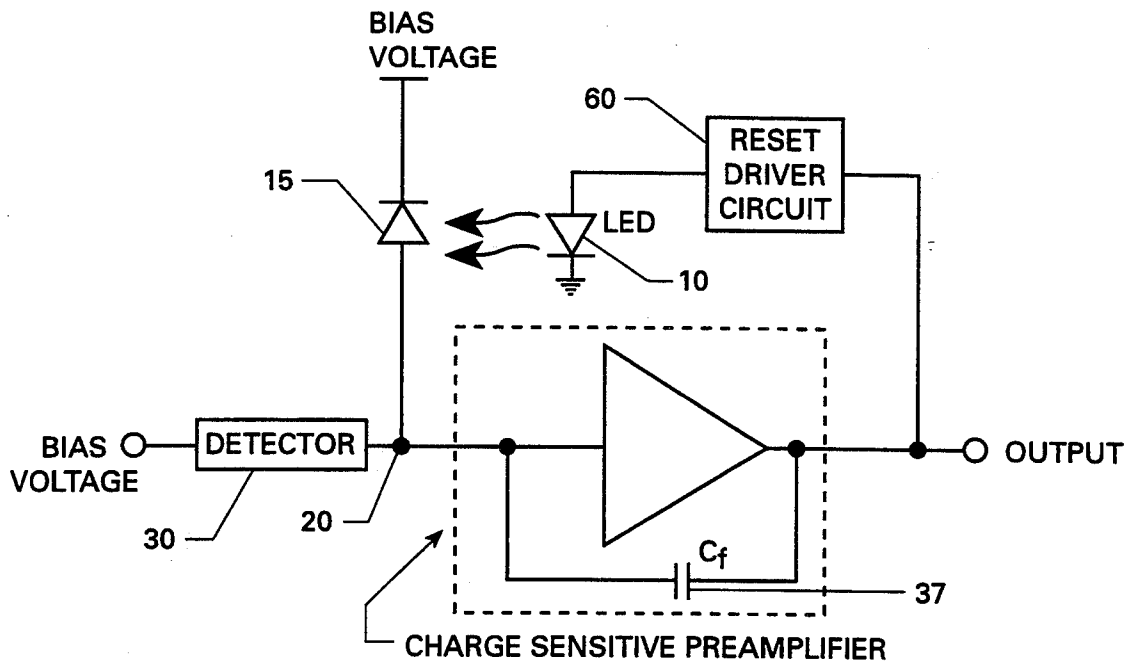 BIAS
VOLTAGE
60
RESET
DRIVER
CIRCUIT
15
LED
10
BIAS
VOLTAGE
DETECTOR
OUTPUT
20
30
Cf
37
CHARGE SENSITIVE PREAMPLIFIER